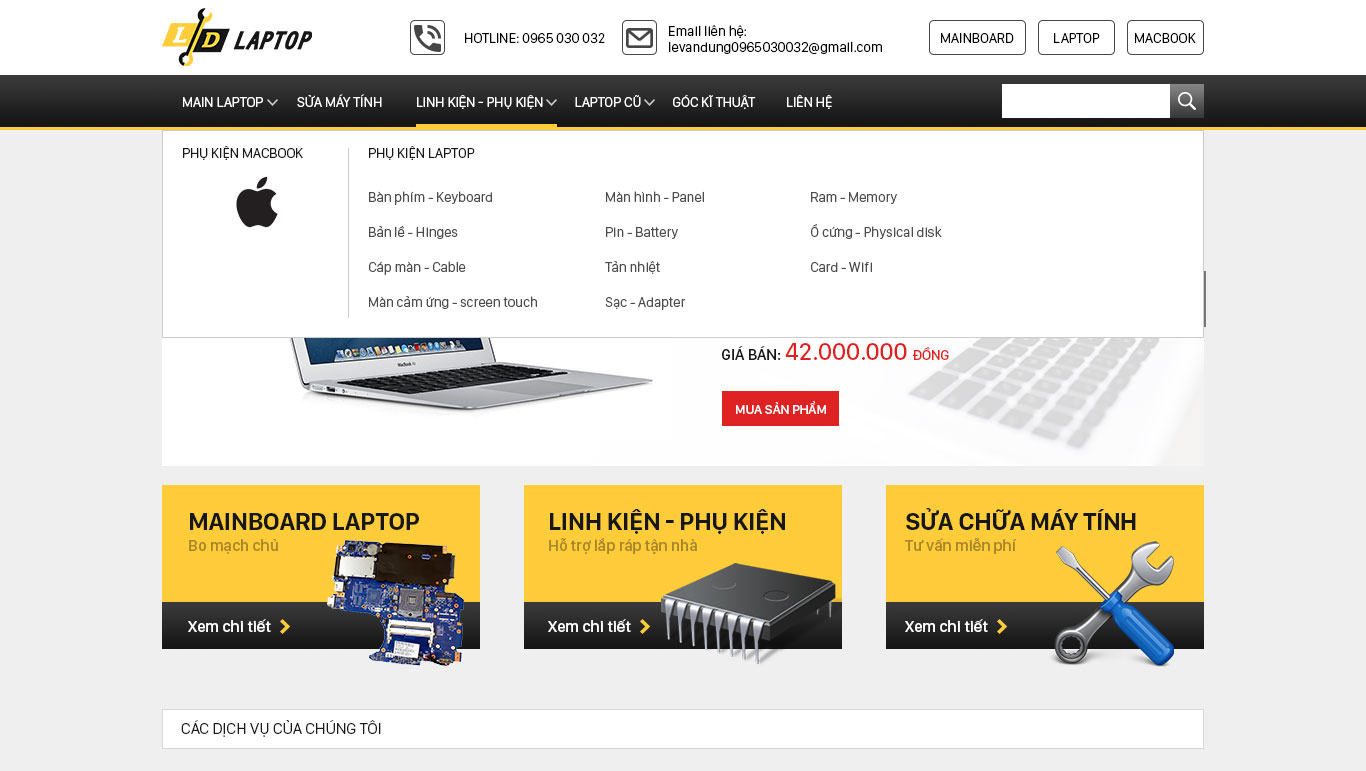 LD LAPTOP
HOTLINE: 0965 030 032
Email liên hệ:
levandung0965030032@gmail.com
MAINBOARD
LAPTOP
MACBOOK
MAIN LAPTOP
SỬA MÁY TÍNH
LINH KIỆN - PHỤ KIỆN
LAPTOP CŨ
GÓC KĨ THUẬT
LIÊN HỆ
PHỤ KIỆN MACBOOK
PHỤ KIỆN LAPTOP
Bàn phím - Keyboard
Màn hình - Panel
Ram - Memory
Bản lề - Hinges
Pin - Battery
Ổ cứng - Physical disk
Cáp màn - Cable
Tản nhiệt
Card - Wifi
Màn cảm ứng - screen touch
Sạc - Adapter
MacBook Air
GIÁ BÁN: 42.000.000 ĐỒNG
MUA SẢN PHẨM
MAINBOARD LAPTOP
Bo mạch chủ
Xem chi tiết
LINH KIỆN - PHỤ KIỆN
Hỗ trợ lắp ráp tận nhà
Xem chi tiết
SỬA CHỮA MÁY TÍNH
Tư vấn miễn phí
Xem chi tiết
CÁC DỊCH VỤ CỦA CHÚNG TÔI